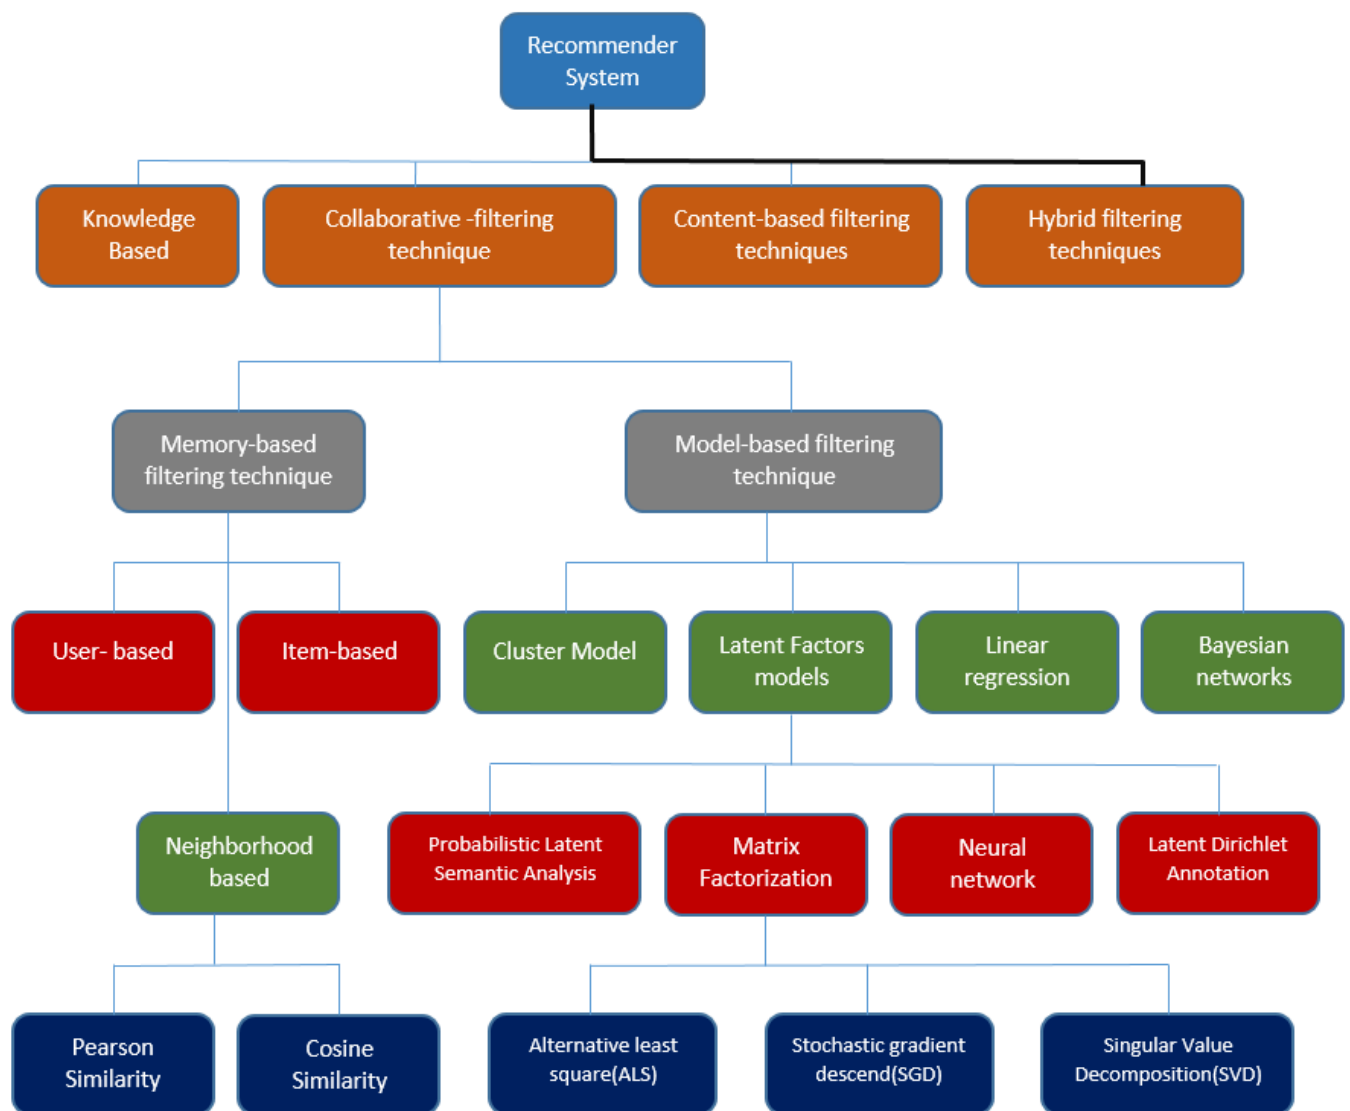 Recommender
System
Knowledge
Based
Collaborative -filtering
technique
Content-based filtering
techniques
Hybrid filtering
techniques
Memory-based
filtering technique
Model-based filtering
technique
User- based
Item-based
Cluster Model
Latent Factors
models
Linear
regression
Bayesian
networks
Neighborhood
based
Probabilistic Latent
Semantic Analysis
Matrix
Factorization
Neural
network
Latent Dirichlet
Annotation
Pearson
Similarity
Cosine
Similarity
Alternative least
square(ALS)
Stochastic gradient
descend(SGD)
Singular Value
Decomposition(SVD)